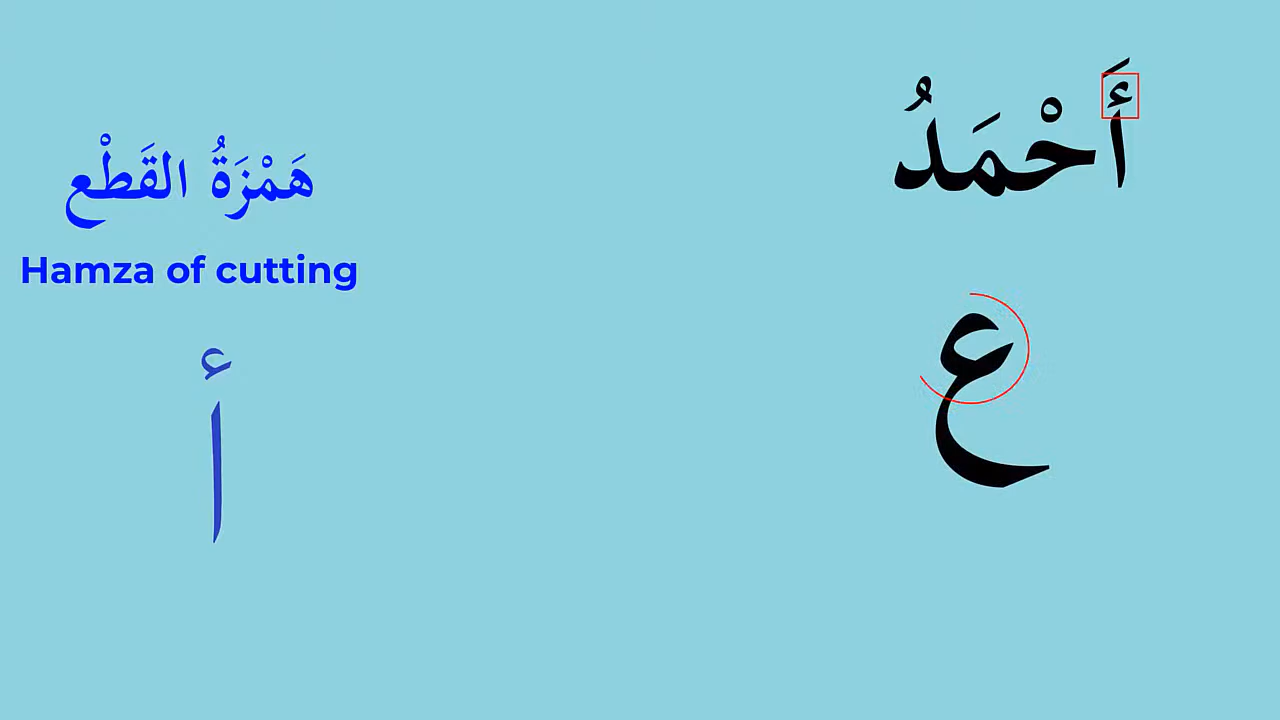 هَمْزَةُ القَطْع
Hamza of cutting
أ
أَحْمَدُ
ع